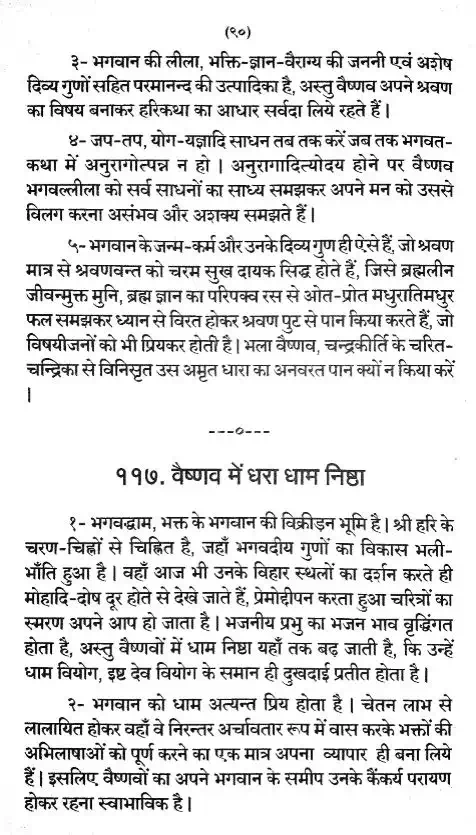 (९०)
३- भगवान की लीला, भक्ति-ज्ञान-वैराग्य की जननी एवं अशेष
दिव्य गुणों सहित परमानन्द की उत्पादिका है, अस्तु वैष्णव अपने श्रवण
का विषय बनाकर हरिकथा का आधार सर्वदा लिये रहते हैं।
४- जप-तप, योग-यज्ञादि साधन तब तक करें जब तक भगवत-
कथा में अनुरागोत्पन्न न हो। अनुरागादित्योदय होने पर वैष्णव
भगवल्लीला को सर्व साधनों का साध्य समझकर अपने मन को उससे
विलग करना असंभव और अशक्य समझते हैं।
५- भगवान के जन्म-कर्म और उनके दिव्य गुण ही ऐसे हैं, जो श्रवण
मात्र से श्रवणवन्त को चरम सुख दायक सिद्ध होते हैं, जिसे ब्रह्मलीन
जीवन्मुक्त मुनि, ब्रह्म ज्ञान का परिपक्व रस से ओत-प्रोत मधुरातिमधुर
फल समझकर ध्यान से विरत होकर श्रवण पुट से पान किया करते हैं, जो
विषयीजनों को भी प्रियकर होती है। भला वैष्णव, चन्द्रकीर्ति के चरित-
चन्द्रिका से विनिसृत उस अमृत धारा का अनवरत पान क्यों न किया करें
।
---०---
११७. वैष्णव में धरा धाम निष्ठा
१- भगवद्धाम, भक्त के भगवान की विक्रीडन भूमि है। श्री हरि के
चरण-चिह्नों से चिह्नित है, जहाँ भगवदीय गुणों का विकास भली-
भाँति हुआ है। वहाँ आज भी उनके विहार स्थलों का दर्शन करते ही
मोहादि-दोष दूर होते से देखे जाते हैं, प्रेमोद्दीपन करता हुआ चरित्रों का
स्मरण अपने आप हो जाता है। भजनीय प्रभु का भजन भाव वृद्धिंगत
होता है, अस्तु वैष्णवों में धाम निष्ठा यहाँ तक बढ़ जाती है, कि उन्हें
धाम वियोग, इष्ट देव वियोग के समान ही दुखदाई प्रतीत होता है।
२- भगवान को धाम अत्यन्त प्रिय होता है। चेतन लाभ से
लालायित होकर वहाँ वे निरन्तर अर्चावतार रूप में वास करके भक्तों की
अभिलाषाओं को पूर्ण करने का एक मात्र अपना व्यापार ही बना लिये
हैं। इसलिए वैष्णवों का अपने भगवान के समीप उनके कैंकर्य परायण
होकर रहना स्वाभाविक है।